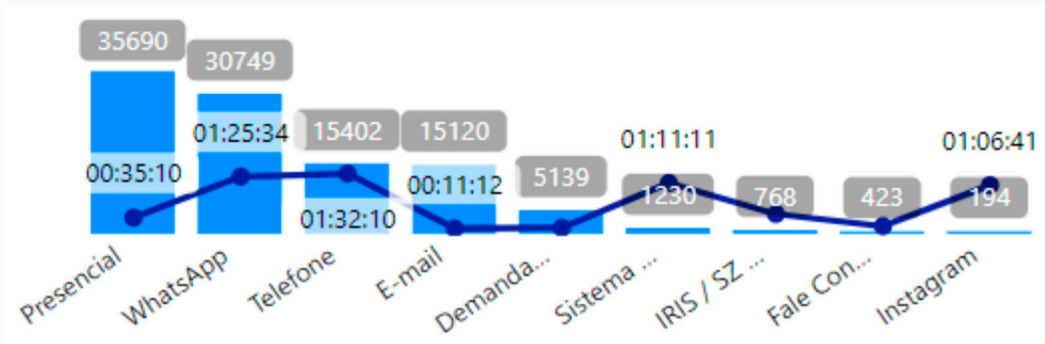 35690
30749
15402
15120
5139
1230
768
423
194
00:35:10
01:25:34
01:32:10
00:11:12
01:11:11
01:06:41
Presencial
WhatsApp
Telefone
E-mail
Demanda...
Sistema ...
IRIS / SZ ...
Fale Con...
Instagram